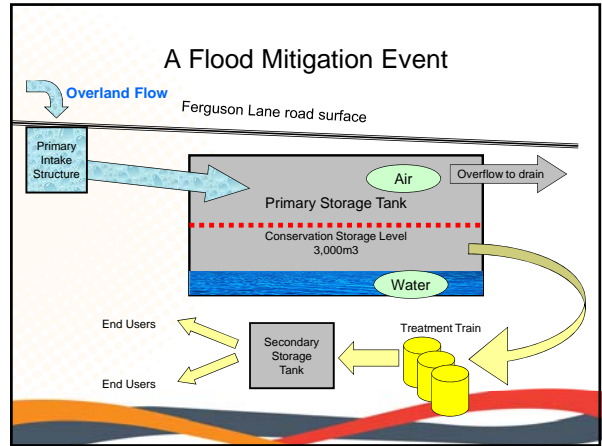 A Flood Mitigation Event
Overland Flow
Ferguson Lane road surface
Primary
Intake
Structure
Air
Overflow to drain
Primary Storage Tank
Conservation Storage Level
3,000m3
Water
End Users
Treatment Train
Secondary
Storage
Tank
End Users